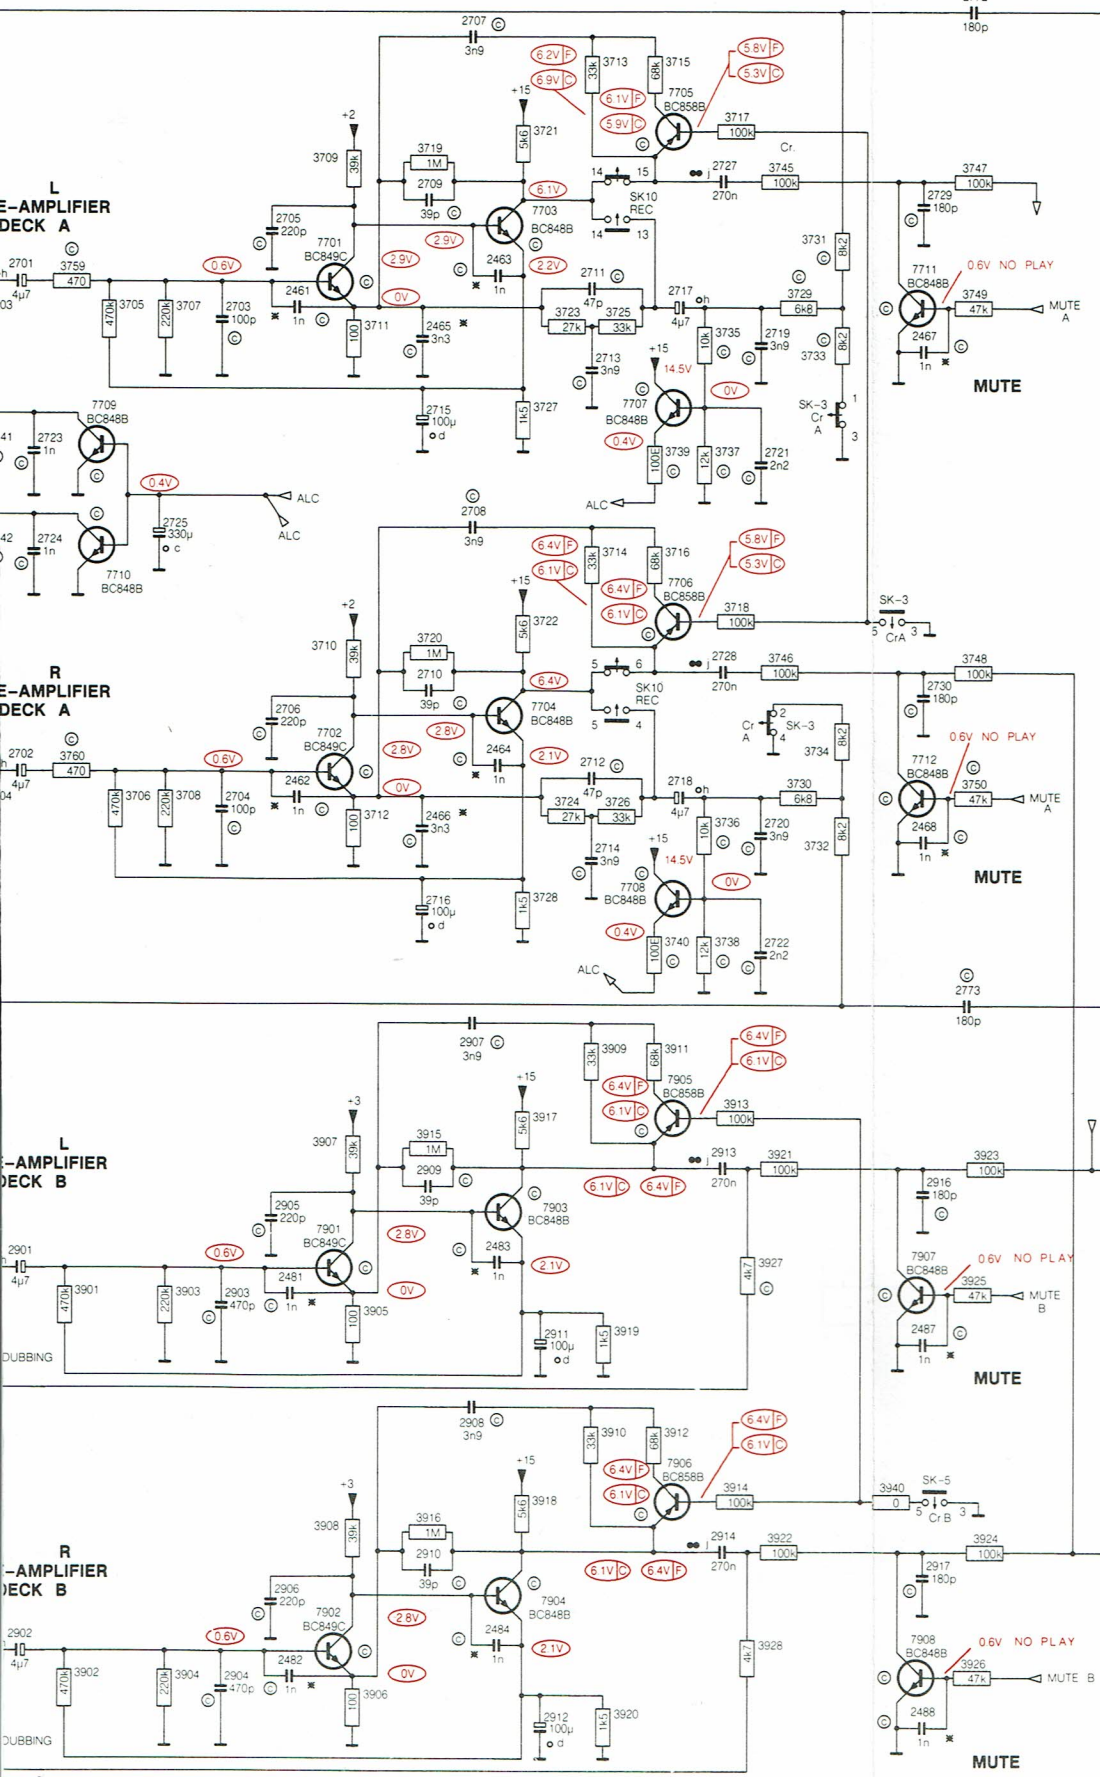 180p
2707 ©
3n9
6.2V F
6.9V C
33k
3713
68k
3715
5.8V F
5.3V C
6.1V F
5.9V C
7705
BC858B
©
3717
100k
Cr.
+15
5k6
3721
+2
3709
39k
3719
1M
2709
39p ©
14 15
SK10
REC
14 13
2727
270n
3745
100k
3747
100k
2729
180p
©
L
E-AMPLIFIER
DECK A
2705
220p
©
7701
BC849C
©
2.9V
2.9V
6.1V
7703
BC848B
©
2463
1n
2.2V
2701
4µ7
©
3759
470
0.6V
470k
3705
220k
3707
2703
100p
©
2461
1n
©
100
3711
0V
2465
3n3
©
2711 ©
47p
3723
27k
3725
33k
2713
3n9
©
2717
4µ7
h
10k
3735
©
2719
3n9
©
3729
6k8
©
3731
8k2
©
3733
8k2
©
7711
BC848B
©
0.6V NO PLAY
3749
47k
MUTE
A
2467
1n
©
MUTE
+15
14.5V
7707
BC848B
©
0V
0.4V
100E
3739
©
12k
3737
2721
2n2
©
ALC
SK-3
Cr
A
1
3
2715
100µ
d
1k5
3727
7709
BC848B
©
41
2723
1n
©
0.4V
ALC
ALC
2725
330µ
c
42
2724
1n
©
©
7710
BC848B
©
2708
3n9
6.4V F
6.1V C
33k
3714
68k
3716
5.8V F
5.3V C
6.4V F
6.1V C
7706
BC858B
©
3718
100k
SK-3
5 3
CrA
+15
5k6
3722
+2
3710
39k
3720
1M
2710
39p ©
5 6
SK10
REC
5 4
2728
270n
3746
100k
3748
100k
2730
180p
©
R
E-AMPLIFIER
DECK A
2706
220p
©
7702
BC849C
©
2.8V
2.8V
6.4V
7704
BC848B
2464
1n
2.1V
2
SK-3
Cr
A
4
3734
8k2
2702
4µ7
©
3760
470
0.6V
470k
3706
220k
3708
2704
100p
©
2462
1n
©
100
3712
0V
2466
3n3
©
2712 ©
47p
3724
27k
3726
33k
2714
3n9
©
2718
4µ7
h
10k
3736
©
2720
3n9
©
3730
6k8
3732
8k2
7712
BC848B
©
0.6V NO PLAY
©
3750
47k
MUTE
A
2468
1n
©
MUTE
+15
14.5V
7708
BC848B
©
0V
0.4V
100E
3740
©
12k
3738
2722
2n2
©
ALC
2716
100µ
d
1k5
3728
©
2773
180p
2907 ©
3n9
33k
3909
68k
3911
6.4V F
6.1V C
6.4V F
6.1V C
7905
BC858B
©
3913
100k
+15
5k6
3917
+3
3907
39k
3915
1M
2909
39p
©
6.1V C
6.4V F
2913
270n
3921
100k
3923
100k
2916
180p
©
L
E-AMPLIFIER
DECK B
2905
220p
©
7901
BC849C
©
2.8V
7903
BC848B
©
2483
1n
©
2.1V
2901
4µ7
0.6V
470k
3901
220k
3903
2903
470p
©
2481
1n
©
100
3905
0V
2911
100µ
d
1k5
3919
4k7
3927
©
7907
BC848B
©
0.6V NO PLAY
3925
47k
MUTE
B
2487
1n
©
MUTE
DUBBING
2908 ©
3n9
33k
3910
68k
3912
6.4V F
6.1V C
6.4V F
6.1V C
7906
BC858B
©
3914
100k
3940
0
SK-5
5 3
Cr B
+15
5k6
3918
+3
3908
39k
3916
1M
2910
39p
©
6.1V C
6.4V F
2914
270n
3922
100k
3924
100k
2917
180p
©
R
E-AMPLIFIER
DECK B
2906
220p
©
7902
BC849C
©
2.8V
7904
BC848B
©
2484
1n
©
2.1V
2902
4µ7
0.6V
470k
3902
220k
3904
2904
470p
©
2482
1n
©
100
3906
0V
2912
100µ
d
1k5
3920
4k7
3928
7908
BC848B
©
0.6V NO PLAY
3926
47k
MUTE B
2488
1n
©
MUTE
DUBBING